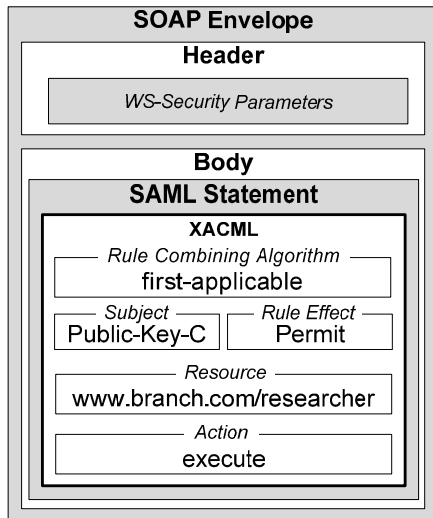 SOAP Envelope
Header
WS-Security Parameters
Body
SAML Statement
XACML
Rule Combining Algorithm
first-applicable
Subject
Public-Key-C
Rule Effect
Permit
Resource
www.branch.com/researcher
Action
execute